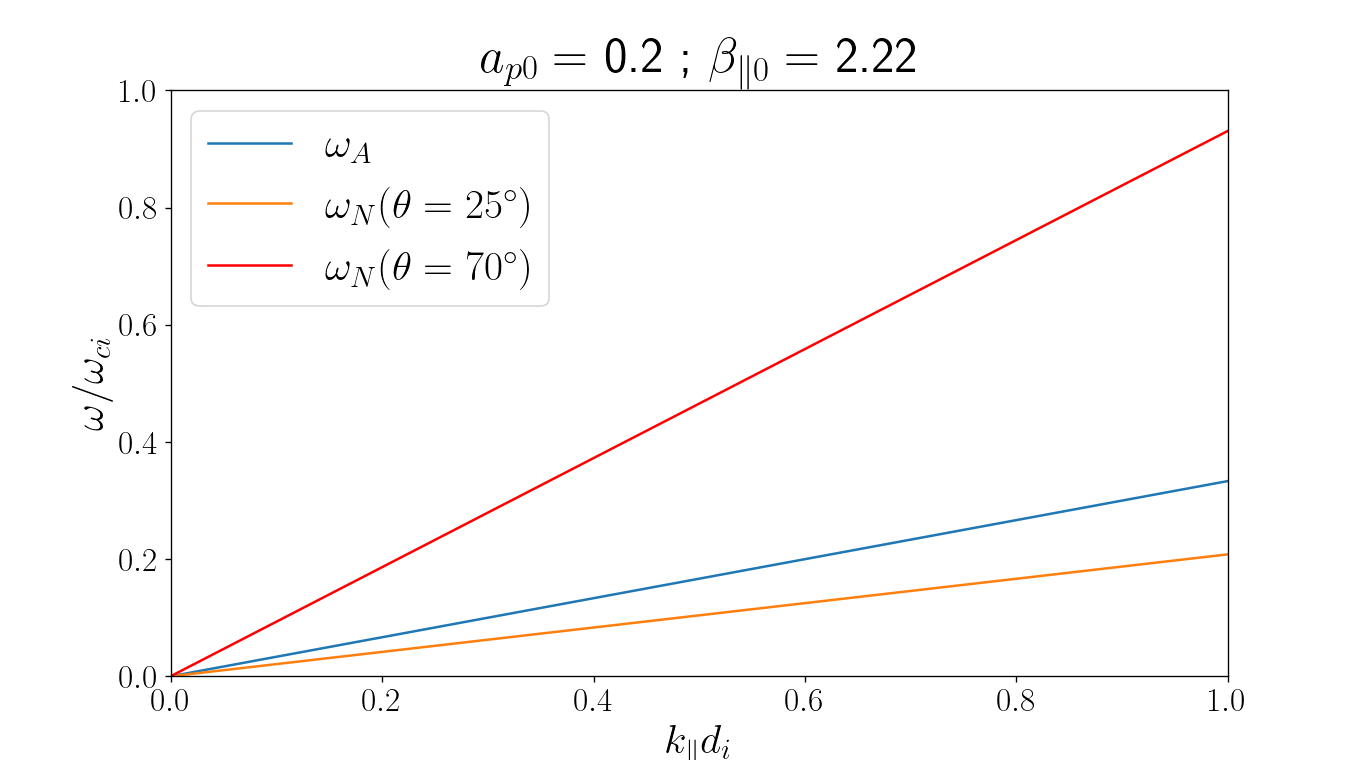 a_{p0} = 0.2 ; β_{∥0} = 2.22
1.0
0.8
0.6
0.4
0.2
0.0
ω/ω_{ci}
ω_A
ω_N(θ = 25°)
ω_N(θ = 70°)
0.0 0.2 0.4 0.6 0.8 1.0
k_∥d_i